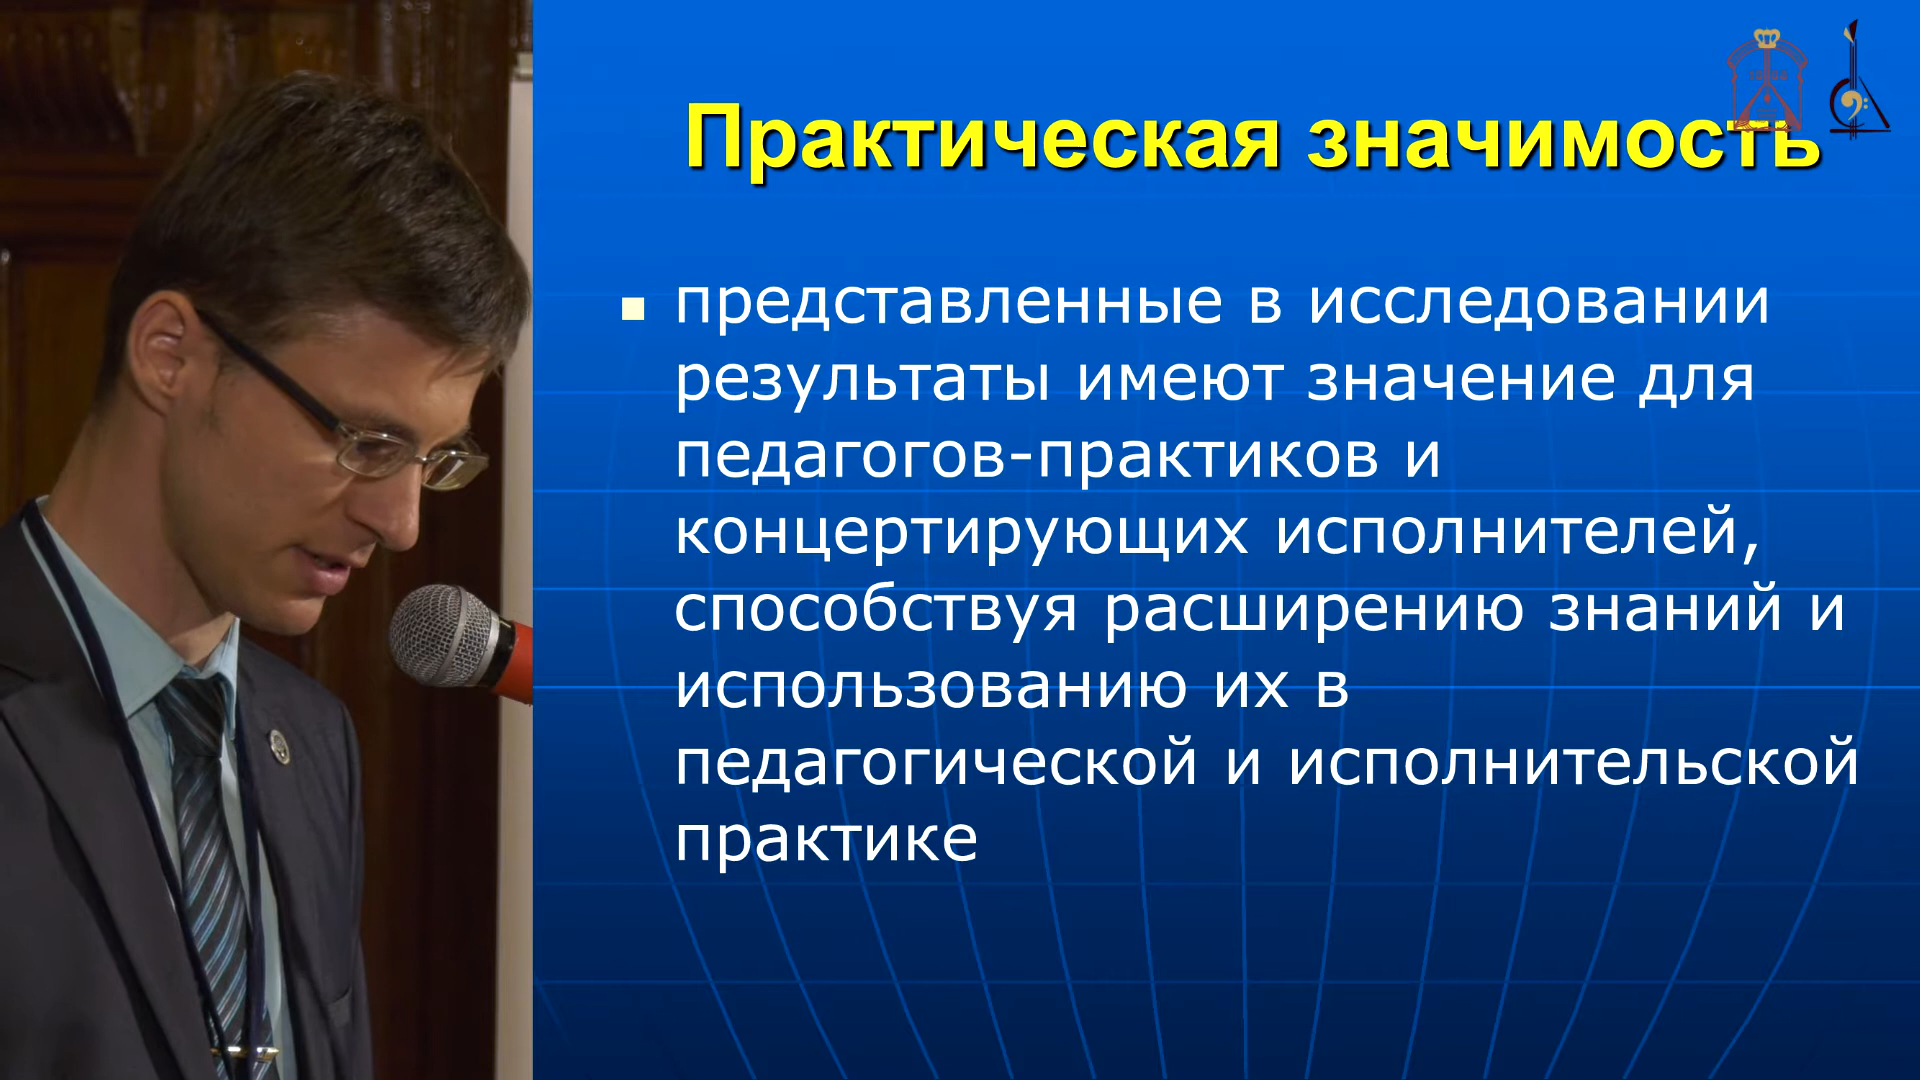 Практическая значимость
представленные в исследовании
результаты имеют значение для
педагогов-практиков и
концертирующих исполнителей,
способствуя расширению знаний и
использованию их в
педагогической и исполнительской
практике